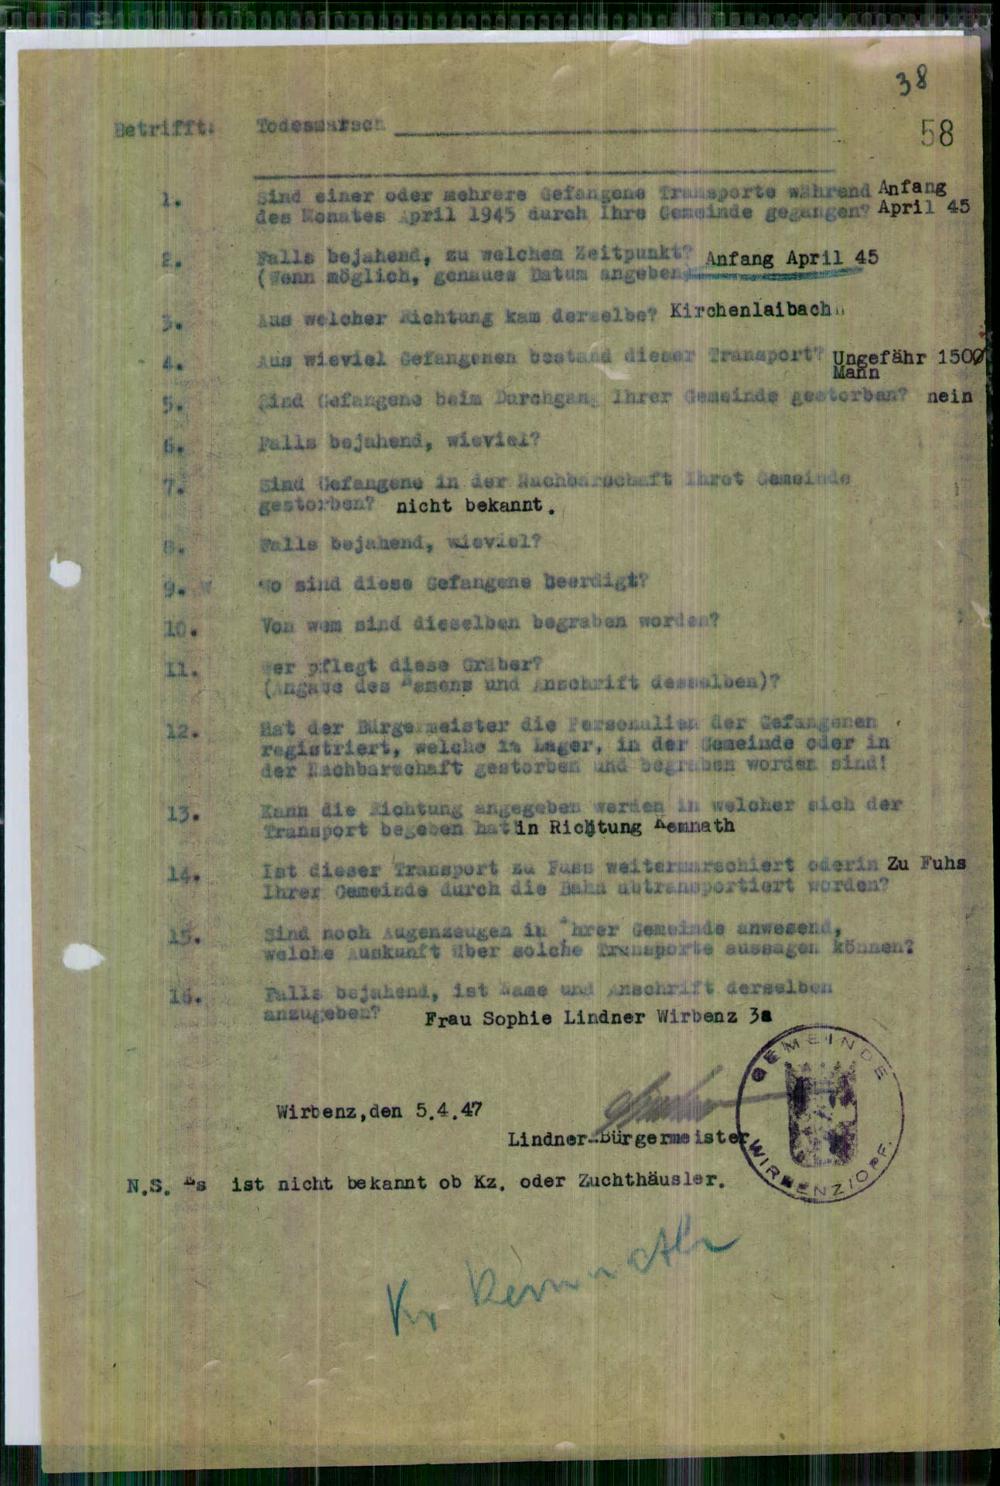 38
58
Betrifft: Todesmarsch
1. Sind einer oder mehrere Gefangene Transporte während Anfang
des Monates April 1945 durch Ihre Gemeinde gegangen? April 45
2. Falls bejahend, zu welchem Zeitpunkt? Anfang April 45
(Wenn möglich, genaues Datum angeben)
3. Aus welcher Richtung kam derselbe? Kirchenlaibach
4. Aus wieviel Gefangenen bestand dieser Transport? Ungefähr 1500
Mann
5. Sind Gefangene beim Durchgang Ihrer Gemeinde gestorben? nein
6. Falls bejahend, wieviel?
7. Sind Gefangene in der Nachbarschaft Ihret Gemeinde
gestorben? nicht bekannt.
8. Falls bejahend, wieviel?
9. Wo sind diese Gefangene beerdigt?
10. Von wem sind dieselben begraben worden?
11. Wer pflegt diese Gräber?
(Angabe des Namens und Anschrift desselben)?
12. Hat der Bürgermeister die Personalien der Gefangenen
registriert, welche im Lager, in der Gemeinde oder in
der Nachbarschaft gestorben und begraben worden sind!
13. Kann die Richtung angegeben werden in welcher sich der
Transport begeben hat in Richtung Kemnath
14. Ist dieser Transport zu Fuss weitermarschiert oderin Zu Fuhs
Ihrer Gemeinde durch die Bahn abtransportiert worden?
15. Sind noch Augenzeugen in Ihrer Gemeinde anwesend,
welche Auskunft über solche Transporte aussagen können?
16. Falls bejahend, ist Name und Anschrift derselben
anzugeben? Frau Sophie Lindner Wirbenz 3a
GEMEINDE
Wirbenz,den 5.4.47
Lindner.Bürgermeister
WIRBENZ/OPF.
N.S. Es ist nicht bekannt ob Kz. oder Zuchthäusler.
Kr Kemnath